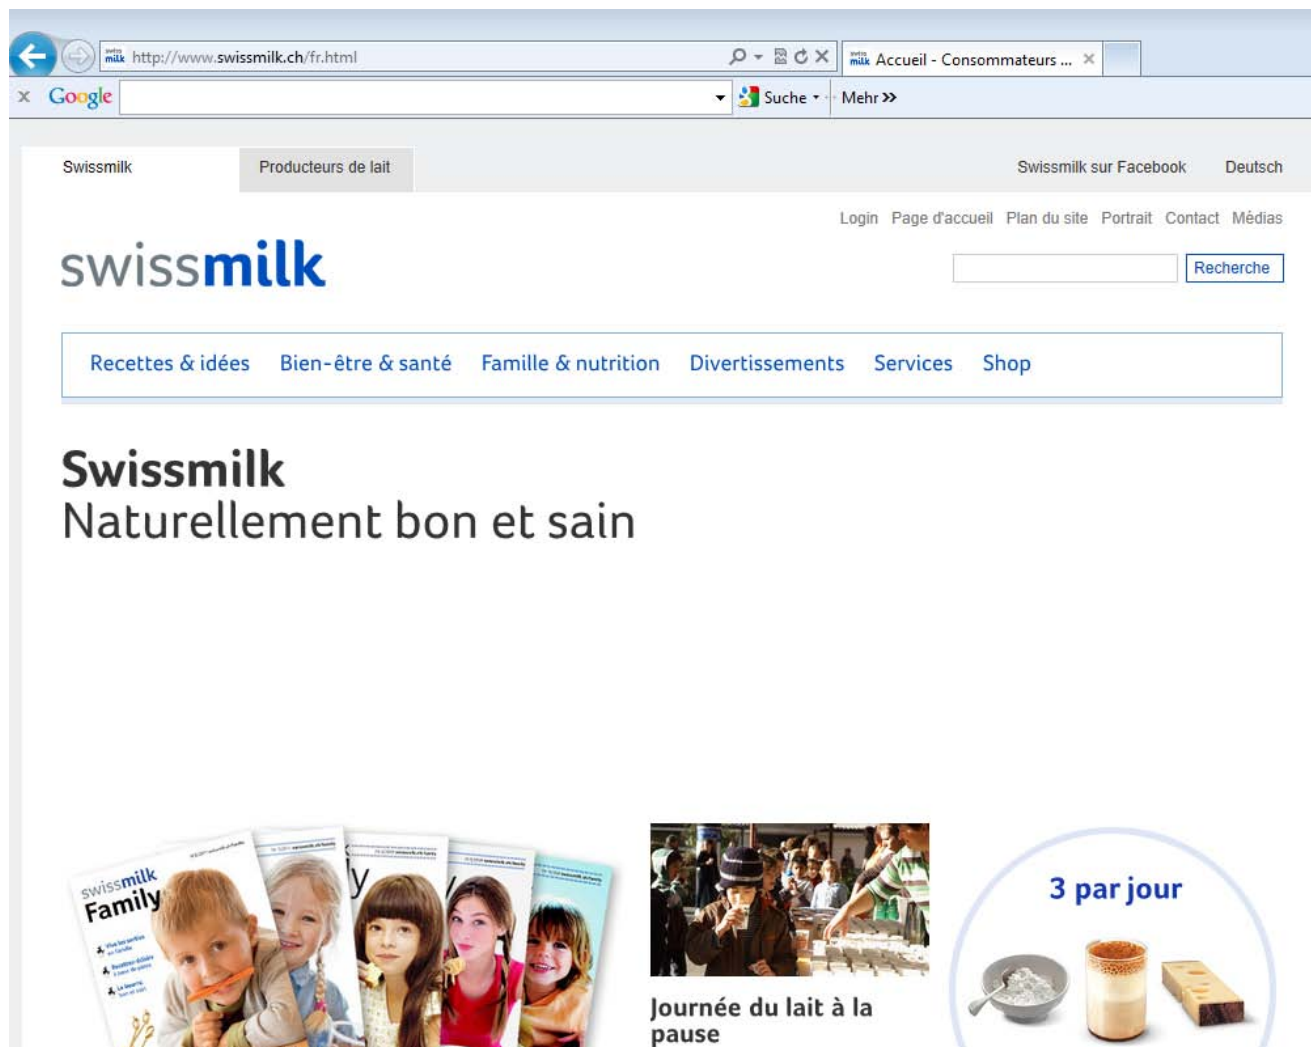 http://www.swissmilk.ch/fr.html
Accueil - Consommateurs ...
x Google Suche Mehr »
Swissmilk Producteurs de lait Swissmilk sur Facebook Deutsch
Login Page d'accueil Plan du site Portrait Contact Médias
swissmilk
Recherche
Recettes & idées Bien-être & santé Famille & nutrition Divertissements Services Shop
Swissmilk
Naturellement bon et sain
swissmilk
Family
3 par jour
Journée du lait à la
pause